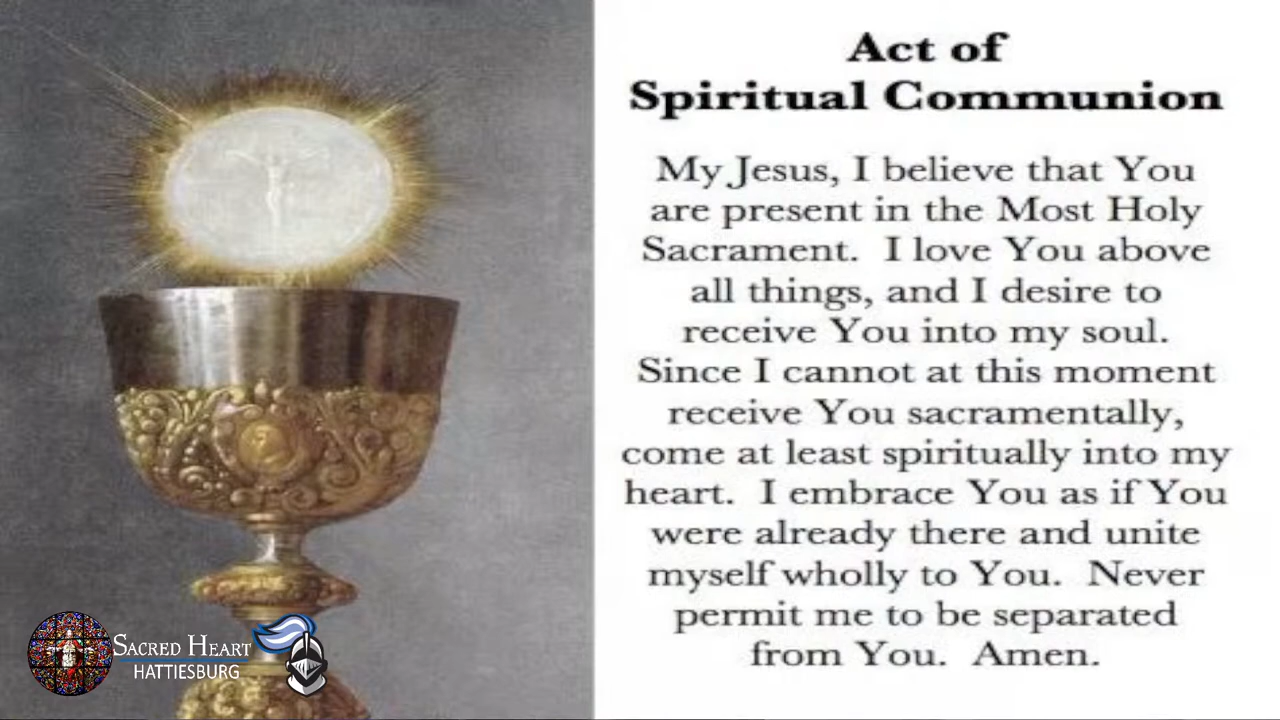 Act of
Spiritual Communion
My Jesus, I believe that You
are present in the Most Holy
Sacrament. I love You above
all things, and I desire to
receive You into my soul.
Since I cannot at this moment
receive You sacramentally,
come at least spiritually into my
heart. I embrace You as if You
were already there and unite
myself wholly to You. Never
permit me to be separated
from You. Amen.
SACRED HEART
HATTIESBURG